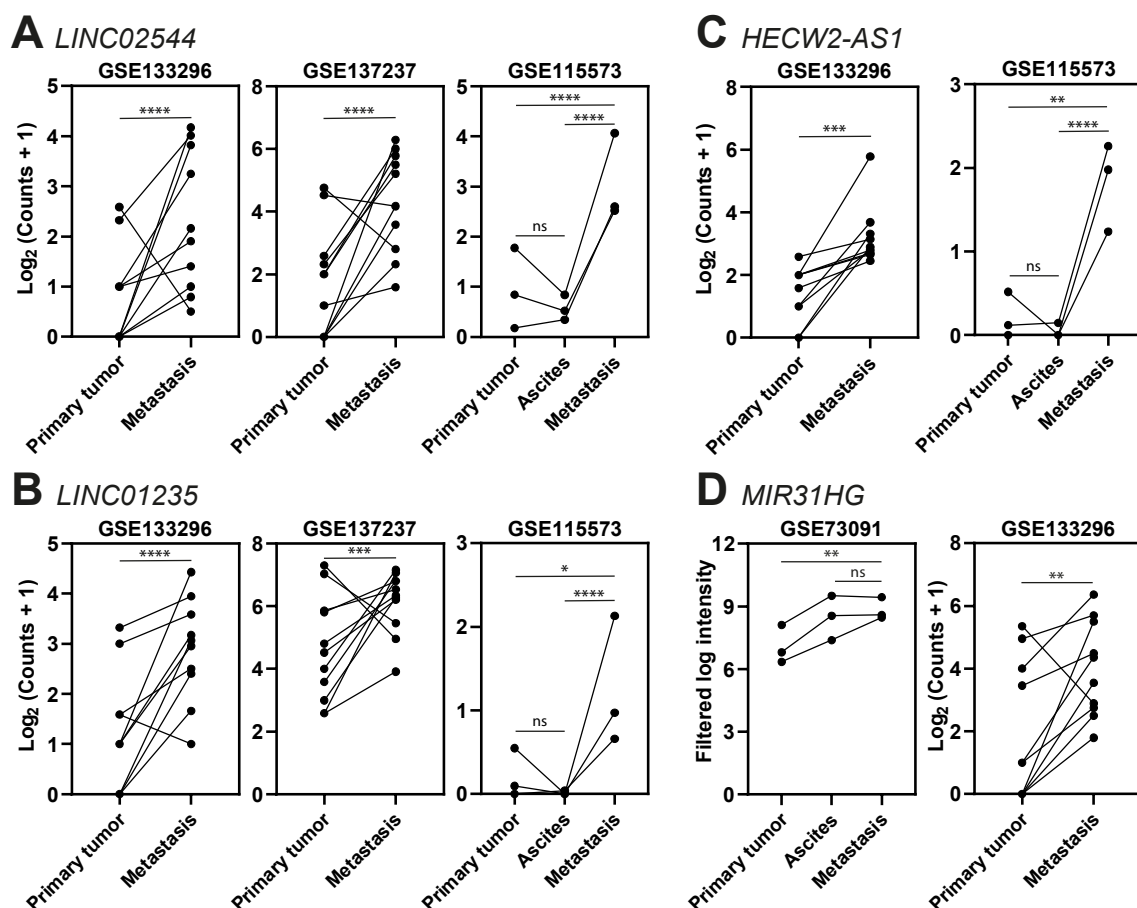 A LINC02544
GSE133296
Log2 (Counts + 1)
5
4
3
2
1
0
****
Primary tumor
Metastasis
GSE137237
8
6
4
2
0
****
Primary tumor
Metastasis
GSE115573
5
4
3
2
1
0
****
****
ns
Primary tumor
Ascites
Metastasis
C HECW2-AS1
GSE133296
8
6
4
2
0
***
Primary tumor
Metastasis
GSE115573
3
2
1
0
**
****
ns
Primary tumor
Ascites
Metastasis
B LINC01235
GSE133296
Log2 (Counts + 1)
5
4
3
2
1
0
****
Primary tumor
Metastasis
GSE137237
8
6
4
2
0
***
Primary tumor
Metastasis
GSE115573
3
2
1
0
*
****
ns
Primary tumor
Ascites
Metastasis
D MIR31HG
GSE73091
Filtered log intensity
12
9
6
3
0
**
ns
Primary tumor
Ascites
Metastasis
GSE133296
Log2 (Counts + 1)
8
6
4
2
0
**
Primary tumor
Metastasis